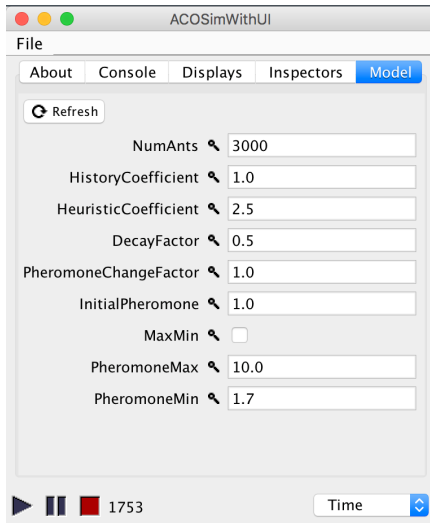 ACOSimWithUI
File
About Console Displays Inspectors Model
Refresh
NumAnts 3000
HistoryCoefficient 1.0
HeuristicCoefficient 2.5
DecayFactor 0.5
PheromoneChangeFactor 1.0
InitialPheromone 1.0
MaxMin
PheromoneMax 10.0
PheromoneMin 1.7
1753 Time